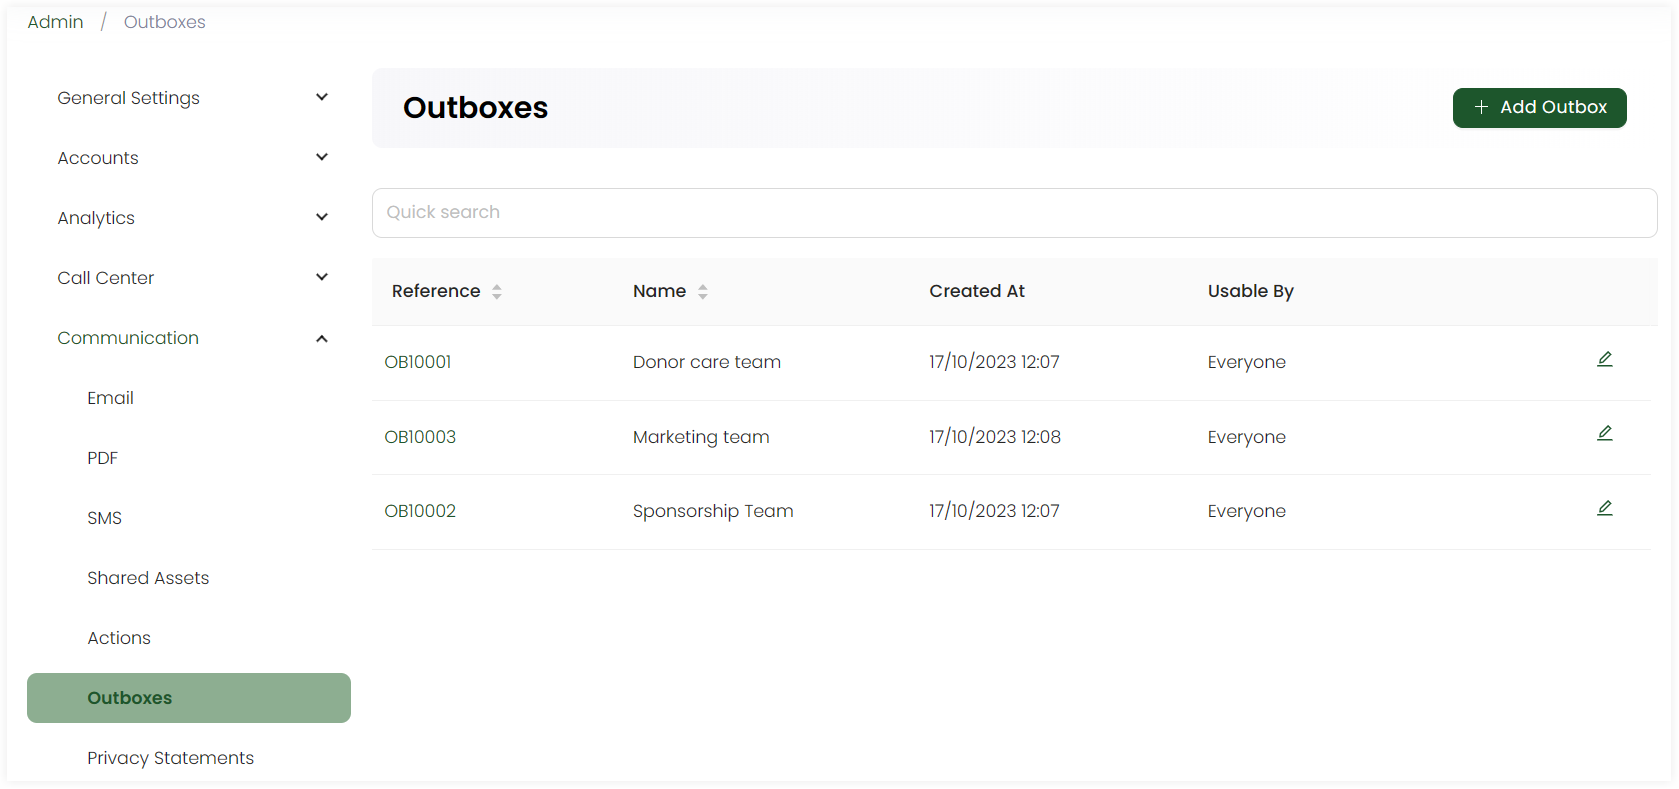 Admin / Outboxes
General Settings
Accounts
Analytics
Call Center
Communication
Email
PDF
SMS
Shared Assets
Actions
Outboxes
Privacy Statements
Outboxes
+ Add Outbox
Quick search
Reference Name Created At Usable By
OB10001 Donor care team 17/10/2023 12:07 Everyone
OB10003 Marketing team 17/10/2023 12:08 Everyone
OB10002 Sponsorship Team 17/10/2023 12:07 Everyone